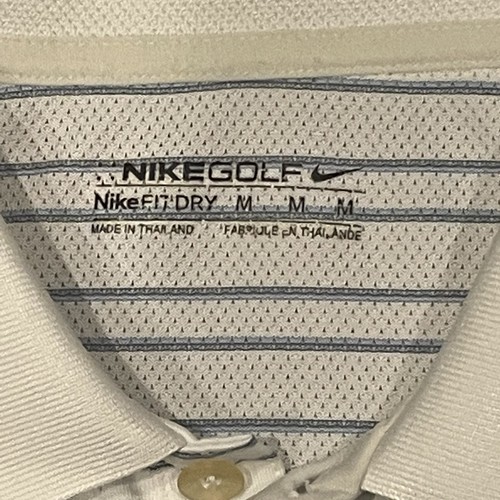 NIKEGOLF
NikeFIT DRY M M M
MADE IN THAILAND FABRIQUE EN THAILANDE